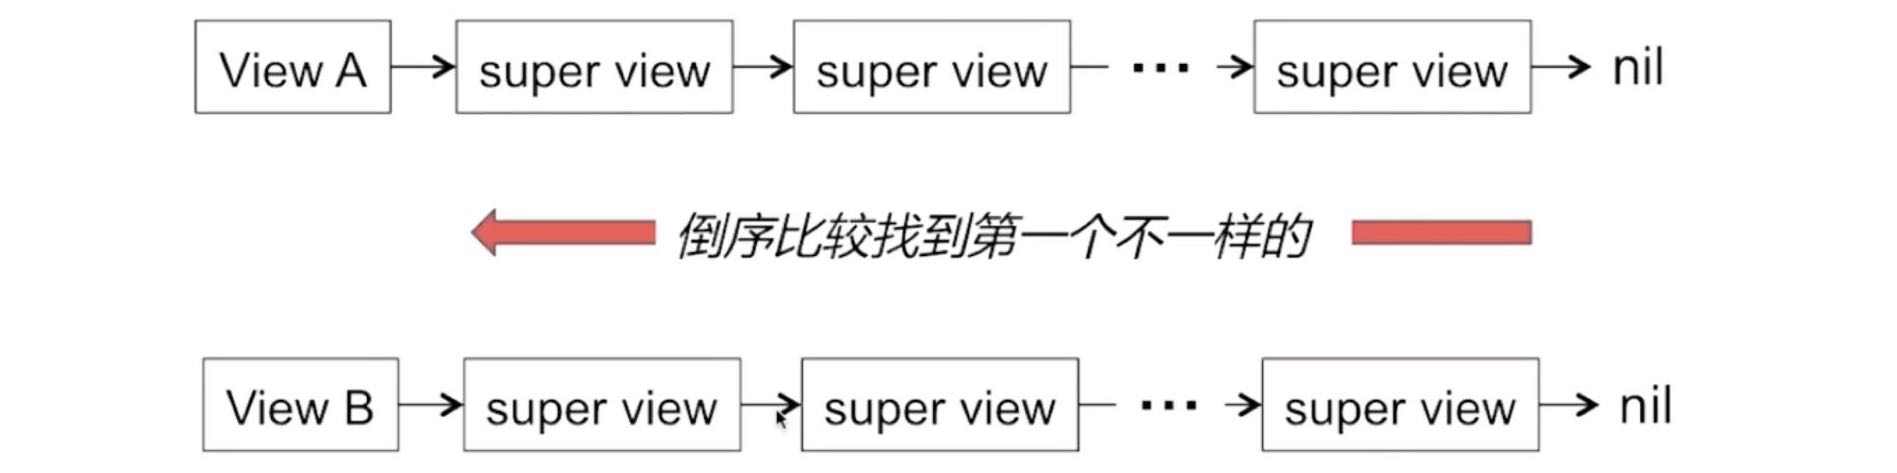 View A super view super view ... super view nil
倒序比较找到第一个不一样的
View B super view super view ... super view nil